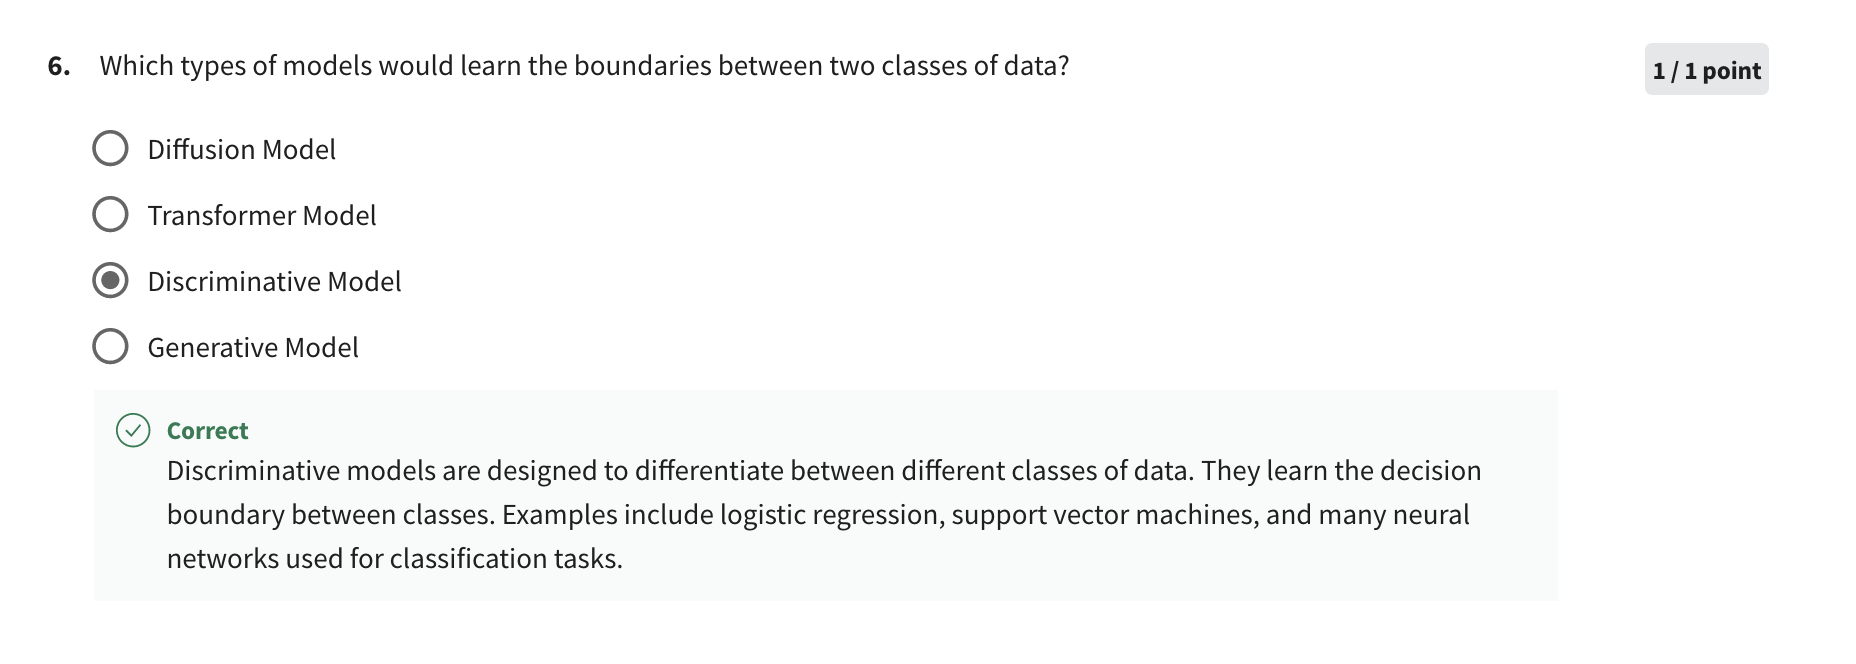 6. Which types of models would learn the boundaries between two classes of data?
1 / 1 point
Diffusion Model
Transformer Model
Discriminative Model
Generative Model
Correct
Discriminative models are designed to differentiate between different classes of data. They learn the decision
boundary between classes. Examples include logistic regression, support vector machines, and many neural
networks used for classification tasks.